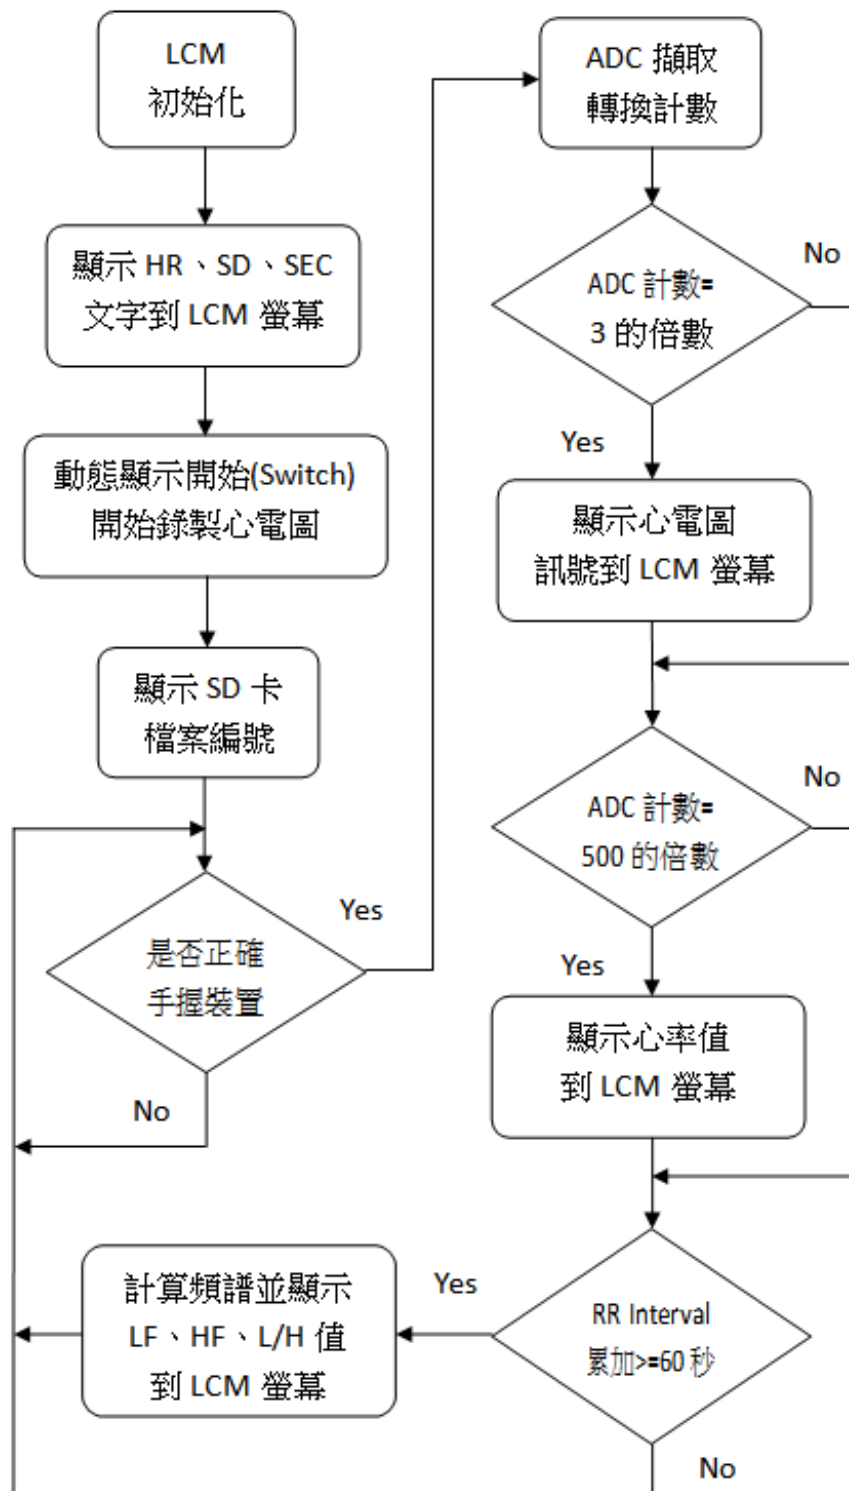 LCM
初始化
顯示 HR、SD、SEC
文字到 LCM 螢幕
動態顯示開始(Switch)
開始錄製心電圖
顯示 SD 卡
檔案編號
是否正確
手握裝置
Yes
No
ADC 擷取
轉換計數
ADC 計數=
3 的倍數
No
Yes
顯示心電圖
訊號到 LCM 螢幕
ADC 計數=
500 的倍數
No
Yes
顯示心率值
到 LCM 螢幕
RR Interval
累加>=60 秒
Yes
No
計算頻譜並顯示
LF、HF、L/H 值
到 LCM 螢幕